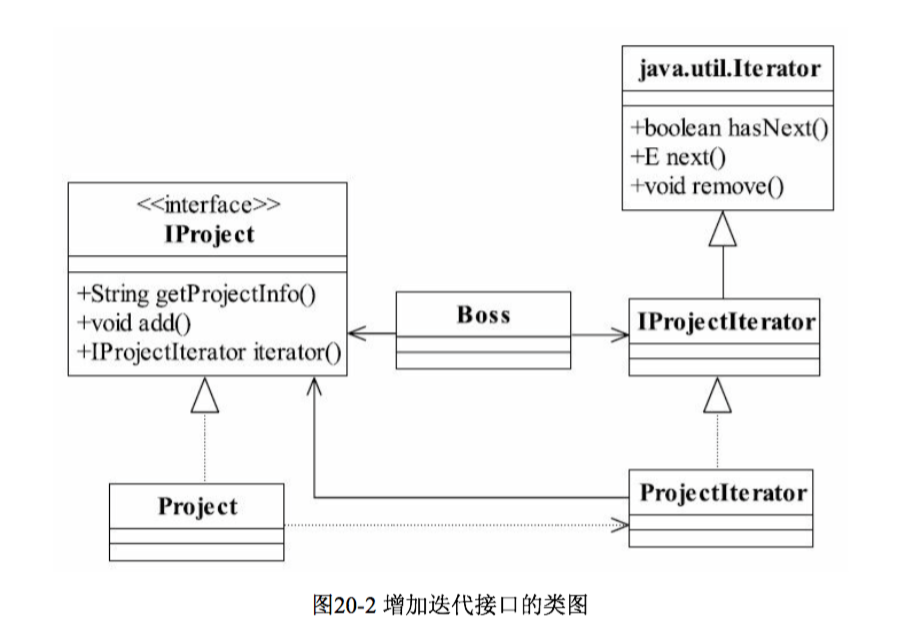 java.util.Iterator
+boolean hasNext()
+E next()
+void remove()
<<interface>>
IProject
+String getProjectInfo()
+void add()
+IProjectIterator iterator()
Boss
IProjectIterator
Project
ProjectIterator
图20-2 增加迭代接口的类图